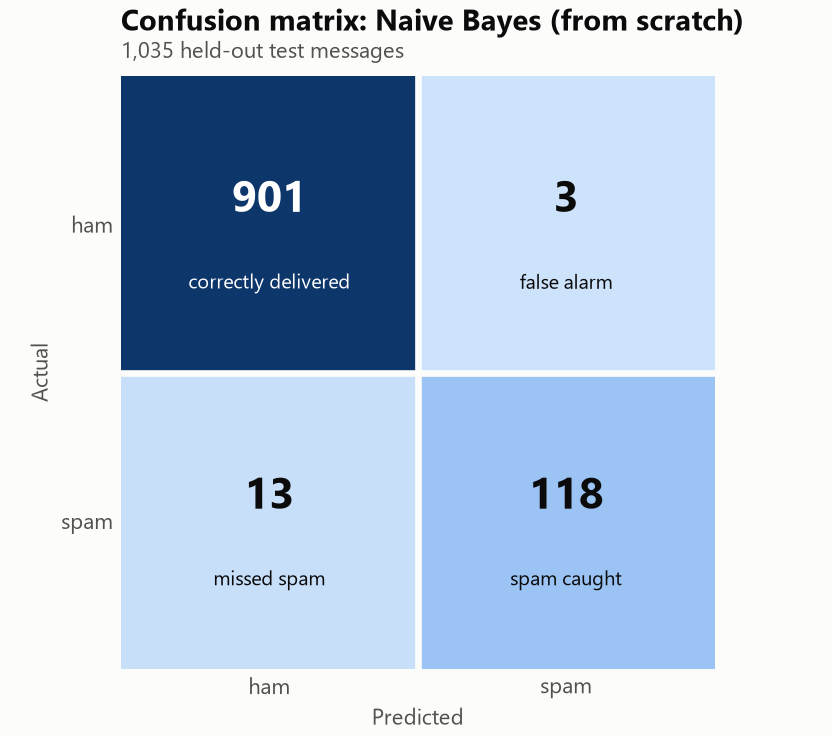 Confusion matrix: Naive Bayes (from scratch)
1,035 held-out test messages
901
3
ham
correctly delivered
false alarm
Actual
13
118
spam
missed spam
spam caught
ham
spam
Predicted